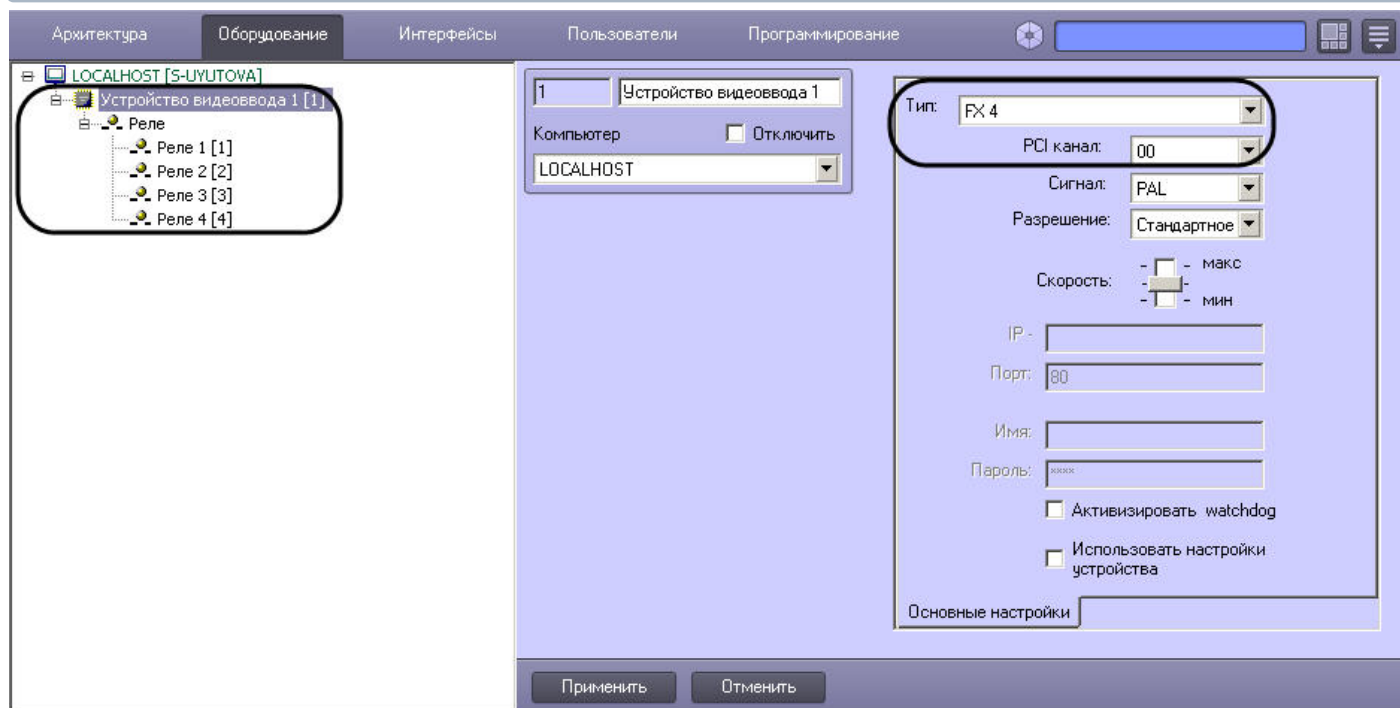 Архитектура Оборудование Интерфейсы Пользователи Программирование
LOCALHOST [S-UYUTOVA]
Устройство видеоввода 1 [1]
Реле
Реле 1 [1]
Реле 2 [2]
Реле 3 [3]
Реле 4 [4]
1 Устройство видеоввода 1
Компьютер Отключить
LOCALHOST
Тип: FX 4
PCI канал: 00
Сигнал: PAL
Разрешение: Стандартное
Скорость: - - макс
- -
- - мин
IP -
Порт: 80
Имя:
Пароль: ××××
Активизировать watchdog
Использовать настройки
устройства
Основные настройки
Применить Отменить